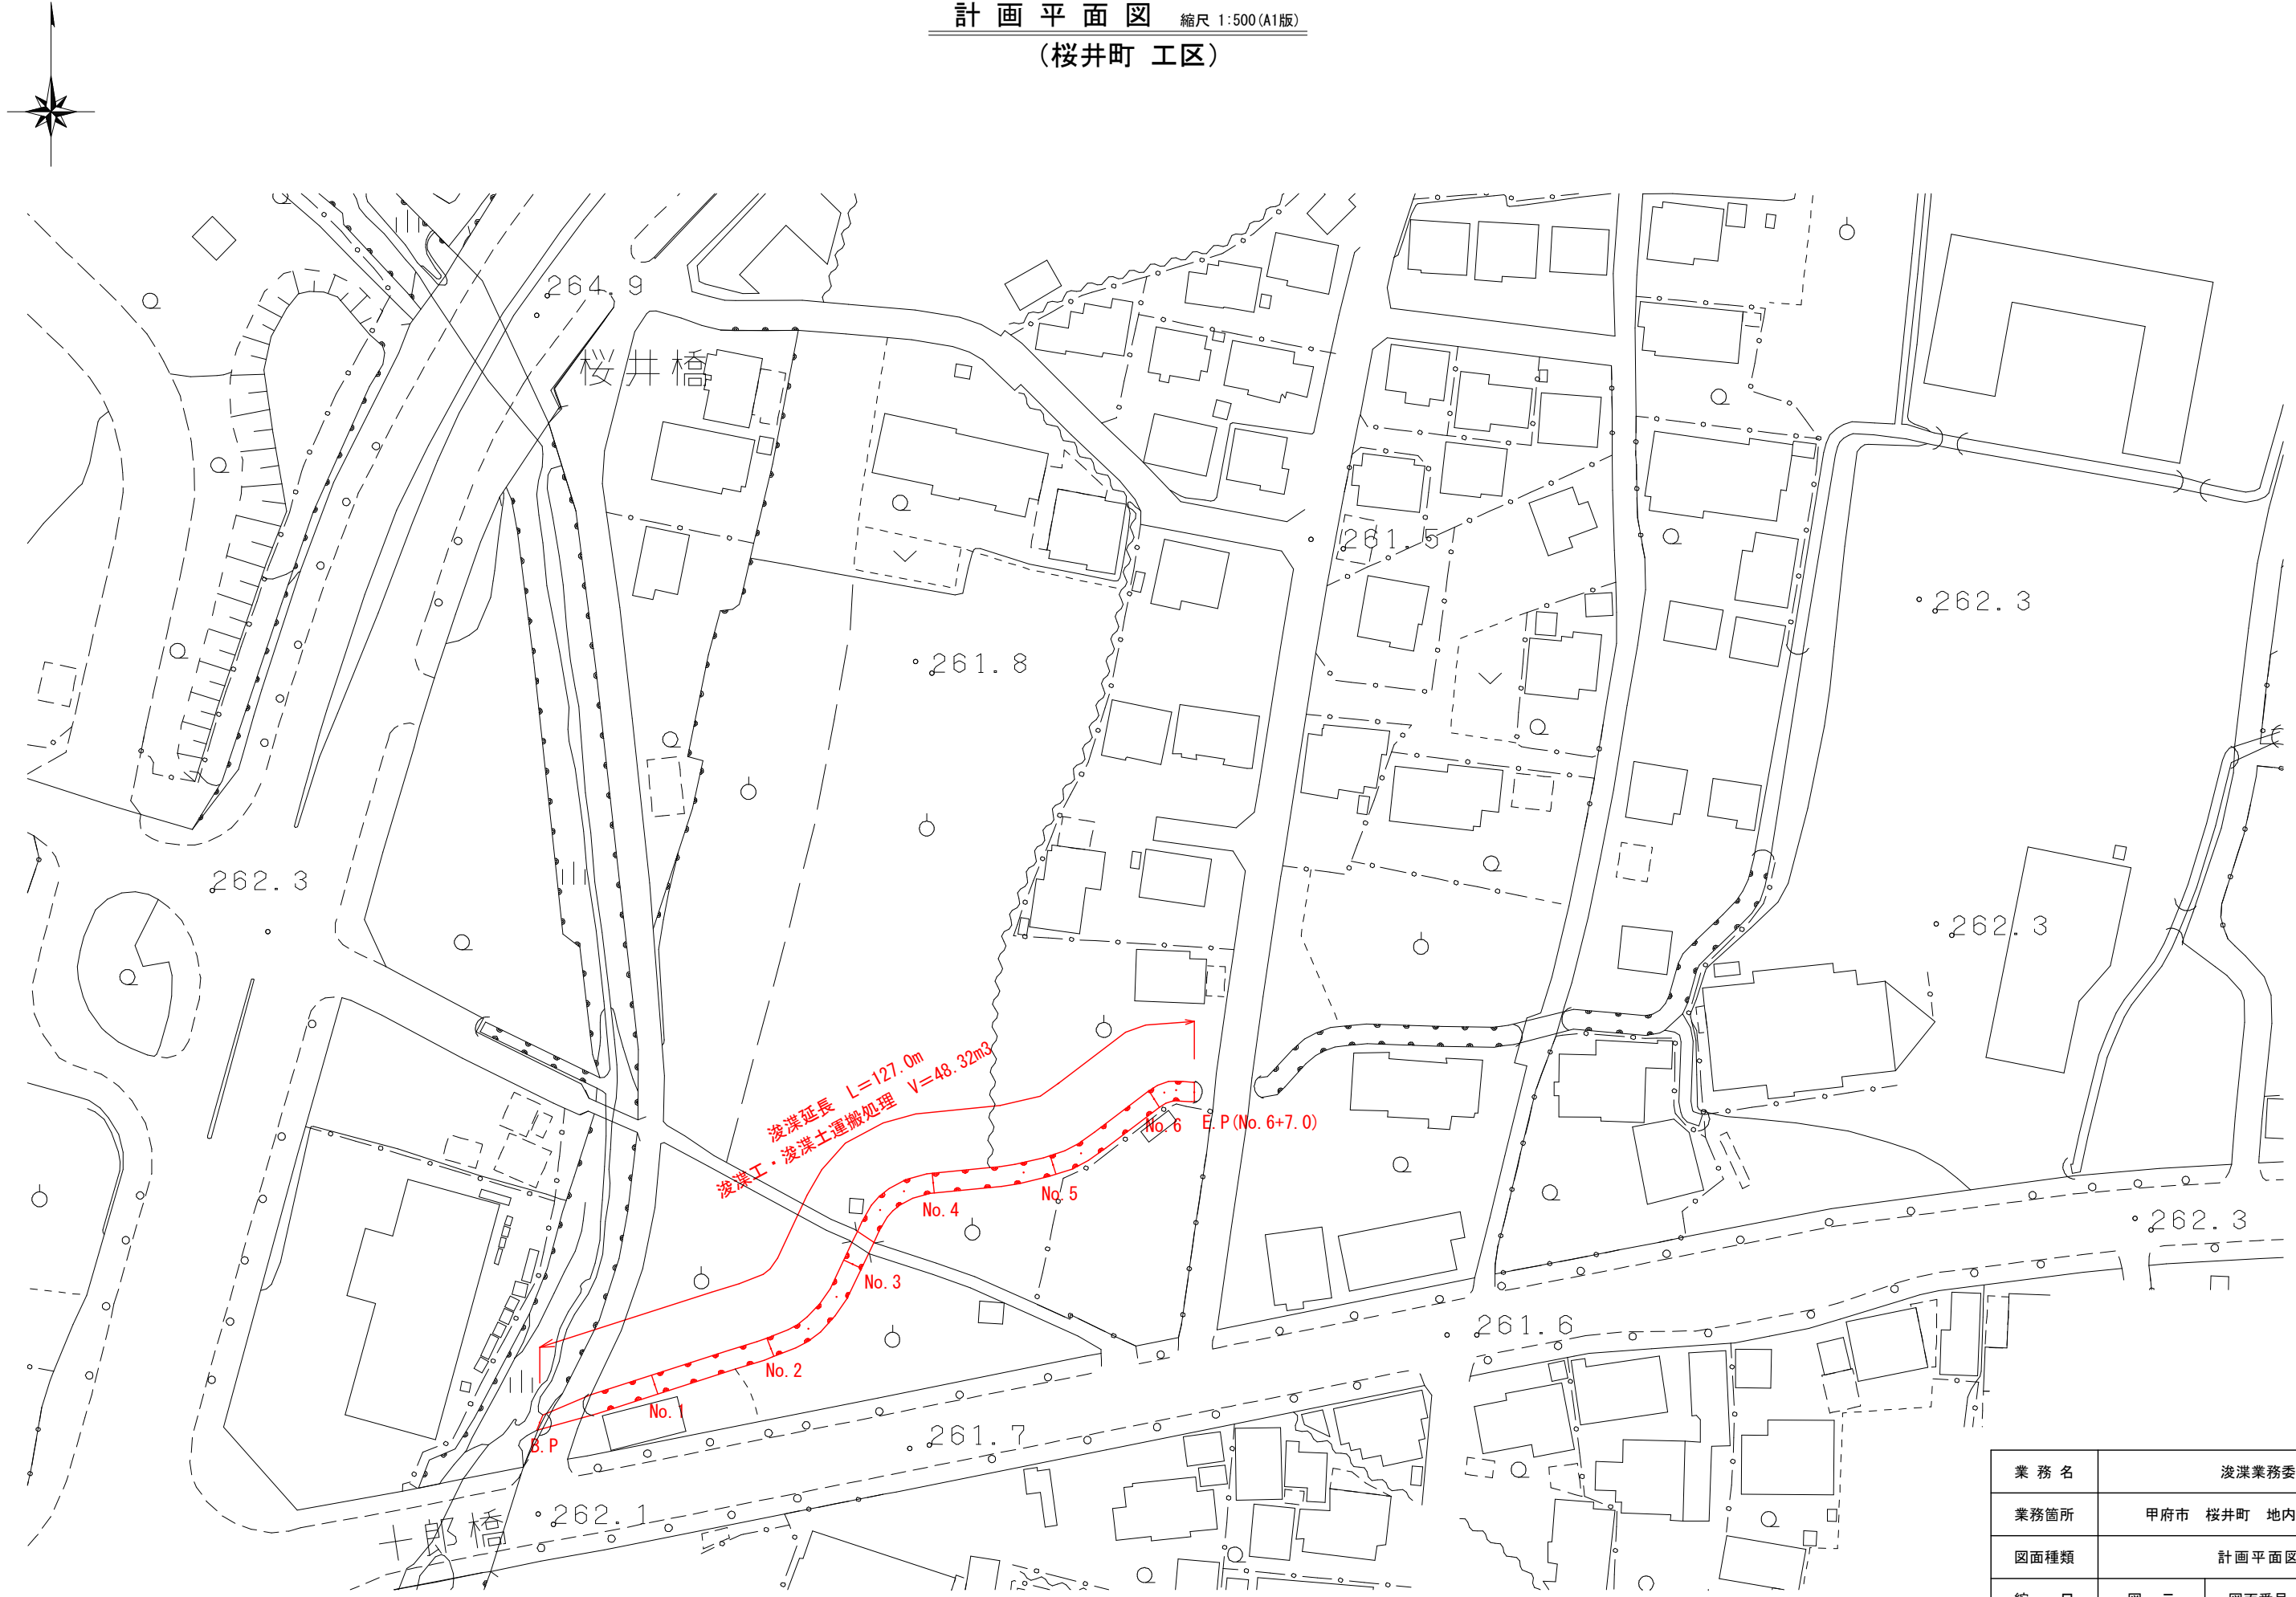 計画平面図 縮尺 1:500(A1版)
(桜井町 工区)
264.9
桜井橋
261.5
262.3
261.8
262.3
262.3
浚渫延長 L=127.0m
浚渫工・浚渫土運搬処理 V=48.32m3
No.6
E.P(No.6+7.0)
No.5
No.4
262.3
No.3
261.6
No.2
No.1
B.P
261.7
262.1
十郎橋
業務名 浚渫業務委
業務箇所 甲府市 桜井町 地内
図面種類 計画平面図